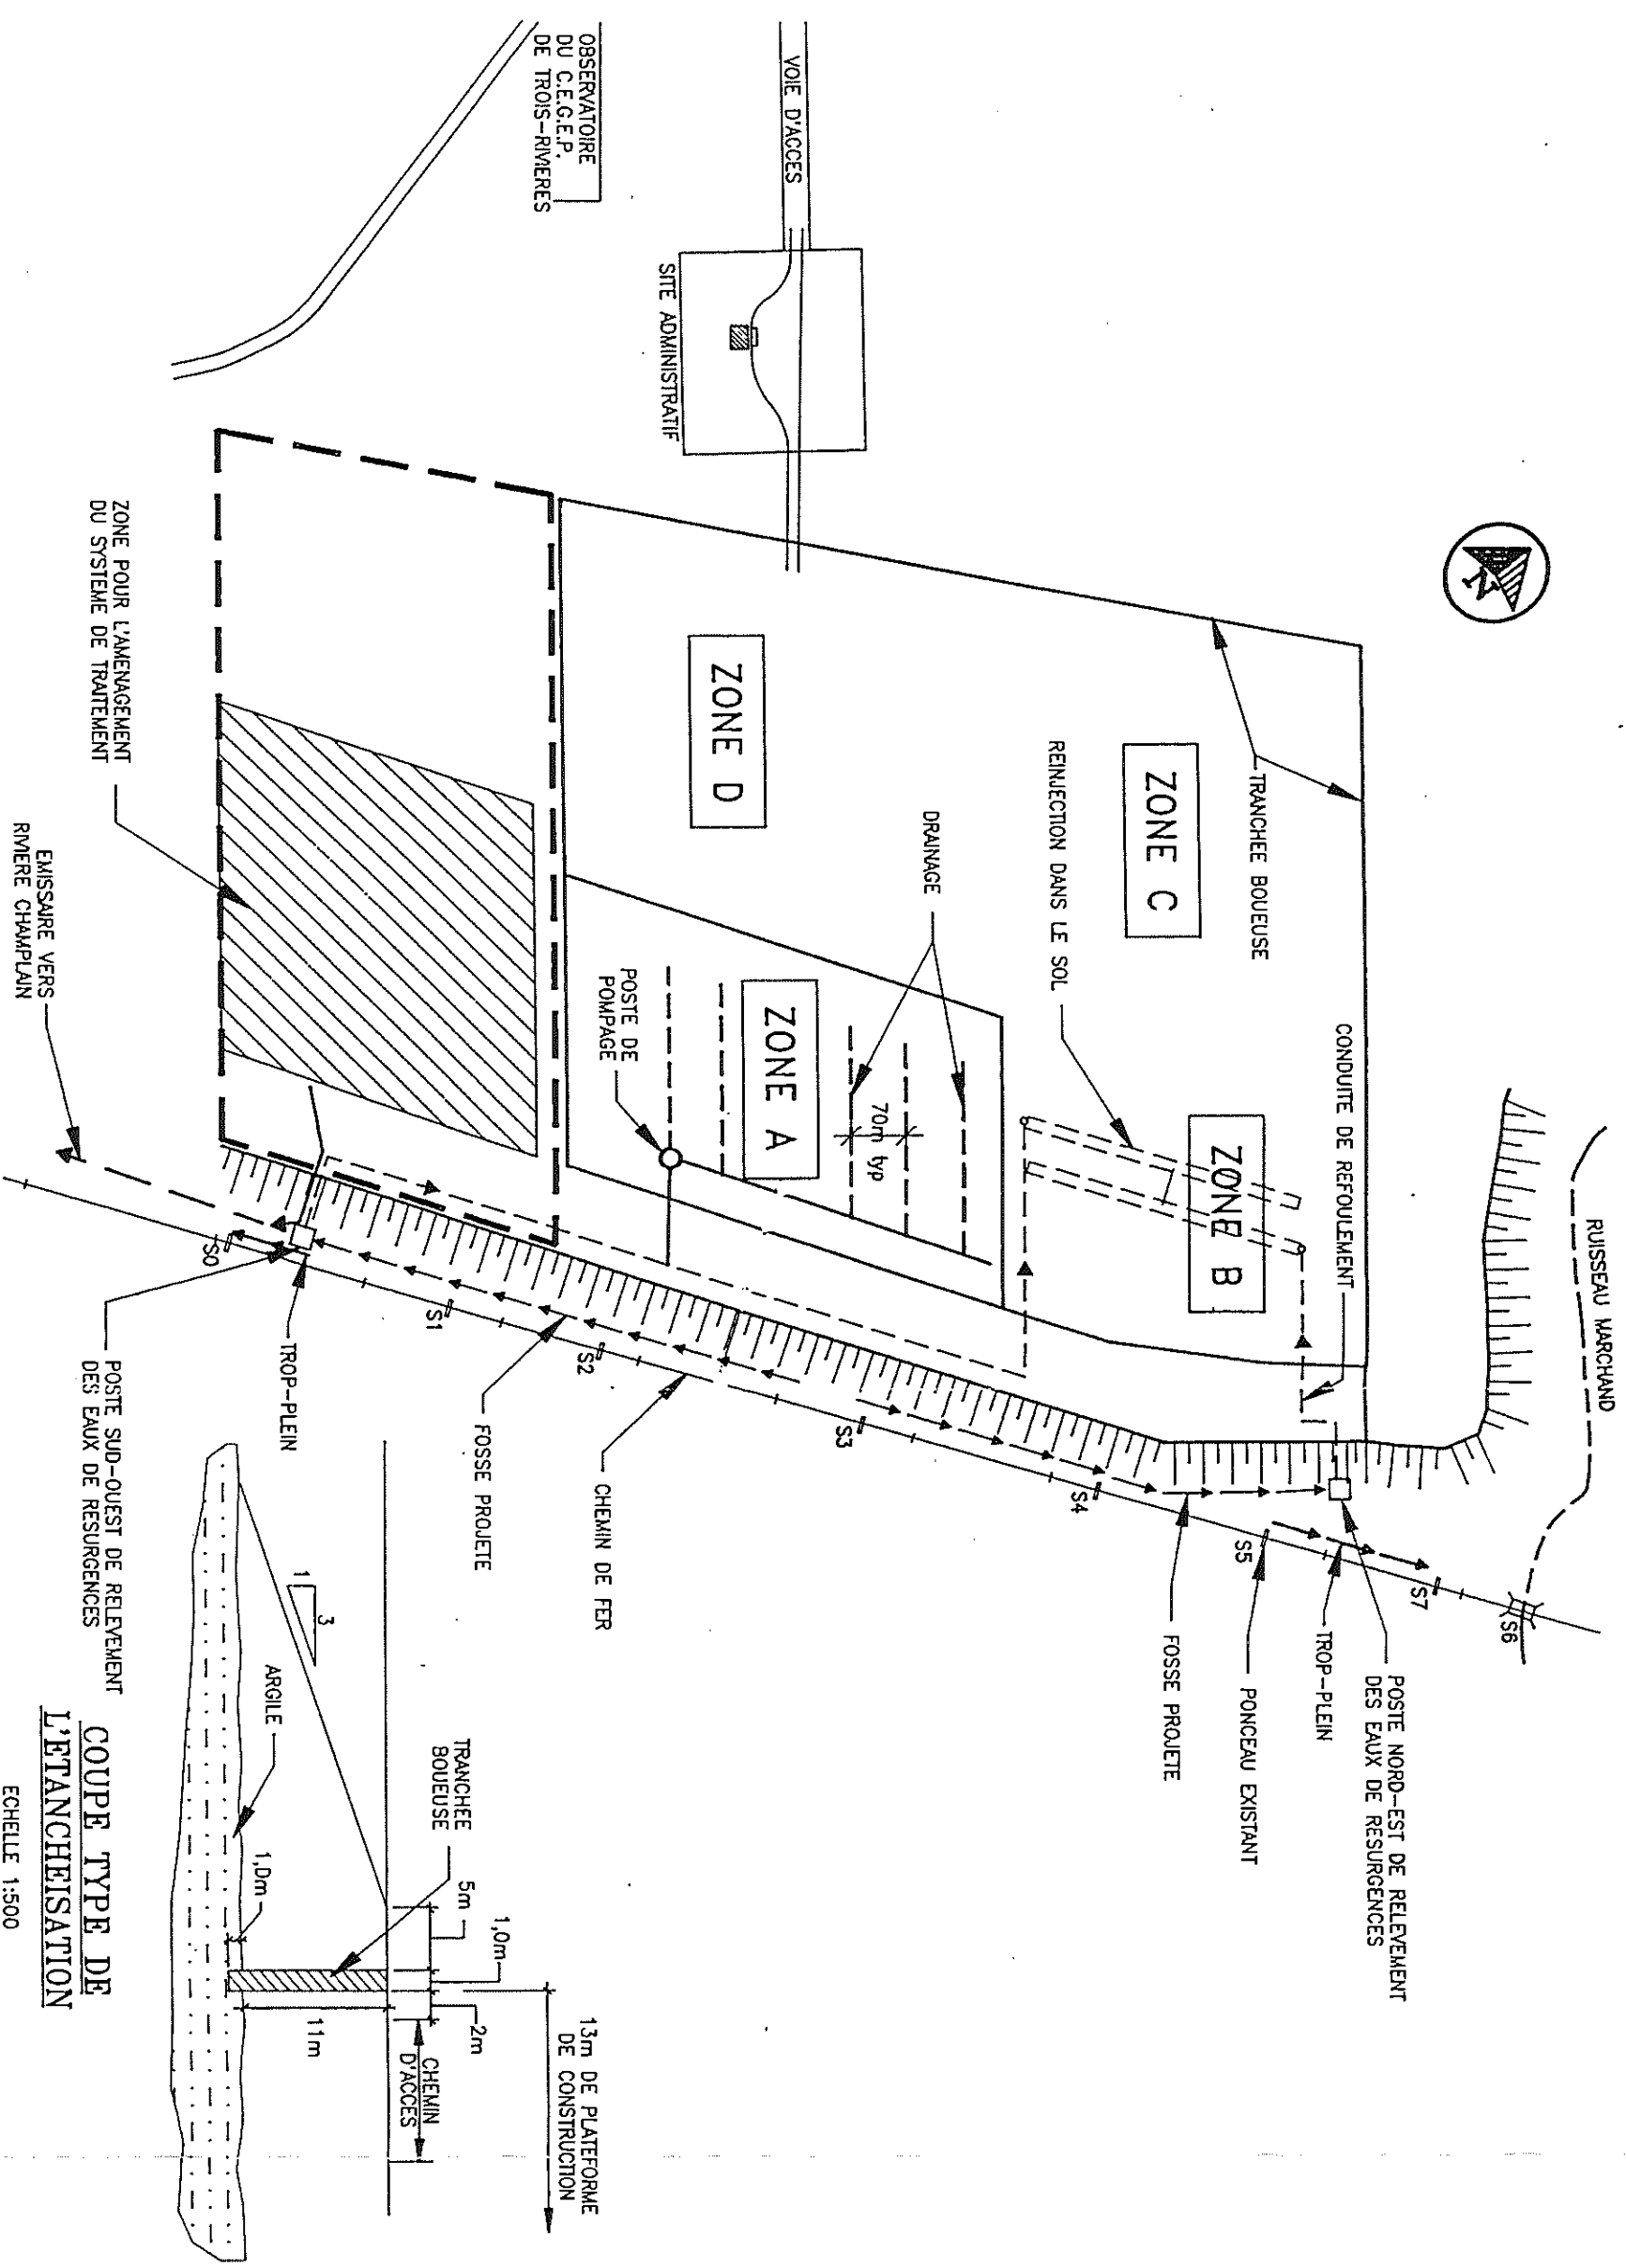 OBSERVATOIRE
DU C.E.G.E.P.
DE TROIS-RIVIERES
VOIE D'ACCES
SITE ADMINISTRATIF
N
ZONE POUR L'AMENAGEMENT
DU SYSTEME DE TRAITEMENT
EMISSAIRE VERS
RIVIERE CHAMPLAIN
ZONE D
ZONE C
TRANCHEE BOUEUSE
REINJECTION DANS LE SOL
DRAINAGE
POSTE DE
POMPAGE
ZONE A
70m typ
ZONE B
CONDUITE DE REFOULEMENT
RUISSEAU MARCHAND
S0
S1
S2
S3
S4
S5
S7
S6
TROP-PLEIN
POSTE SUD-OUEST DE RELEVEMENT
DES EAUX DE RESURGENCES
FOSSE PROJETE
CHEMIN DE FER
FOSSE PROJETE
PONCEAU EXISTANT
TROP-PLEIN
POSTE NORD-EST DE RELEVEMENT
DES EAUX DE RESURGENCES
1
3
ARGILE
TRANCHEE
BOUEUSE
5m
1,0m
2m
1,0m
11m
CHEMIN
D'ACCES
13m DE PLATEFORME
DE CONSTRUCTION
COUPE TYPE DE
L'ETANCHEISATION
ECHELLE 1:500